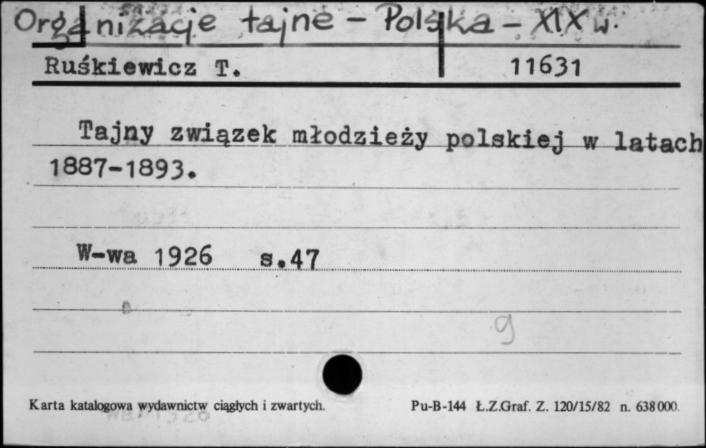 Organizacje tajne - Polska - XIX w.
Ruśkiewicz T. 11631
Tajny związek młodzieży polskiej w latach
1887-1893.
W-wa 1926 s.47
9
Karta katalogowa wydawnictw ciągłych i zwartych. Pu-B-144 Ł.Z.Graf. Z. 120/15/82 n. 638000.